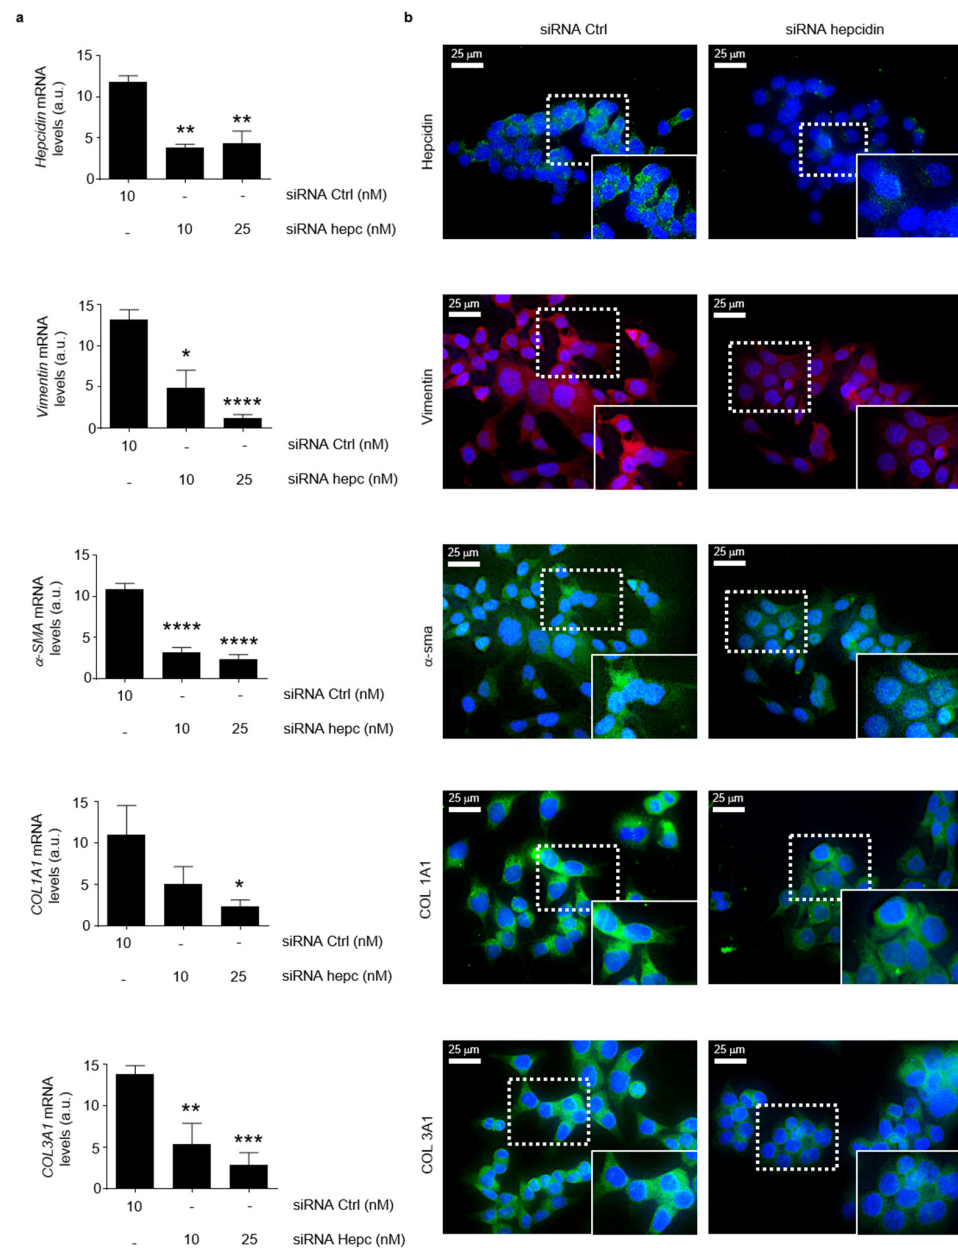 a
Hepcidin mRNA
levels (a.u.)
15
10
5
0
**
**
10 - - siRNA Ctrl (nM)
- 10 25 siRNA hepc (nM)
Vimentin mRNA
levels (a.u.)
15
10
5
0
*
****
10 - - siRNA Ctrl (nM)
- 10 25 siRNA hepc (nM)
α-SMA mRNA
levels (a.u.)
15
10
5
0
****
****
10 - - siRNA Ctrl (nM)
- 10 25 siRNA hepc (nM)
COL1A1 mRNA
levels (a.u.)
15
10
5
0
*
10 - - siRNA Ctrl (nM)
- 10 25 siRNA hepc (nM)
COL3A1 mRNA
levels (a.u.)
15
10
5
0
**
***
10 - - siRNA Ctrl (nM)
- 10 25 siRNA Hepc (nM)
b
siRNA Ctrl
siRNA hepcidin
Hepcidin
25 µm
25 µm
Vimentin
25 µm
25 µm
α-sma
25 µm
25 µm
COL 1A1
25 µm
25 µm
COL 3A1
25 µm
25 µm